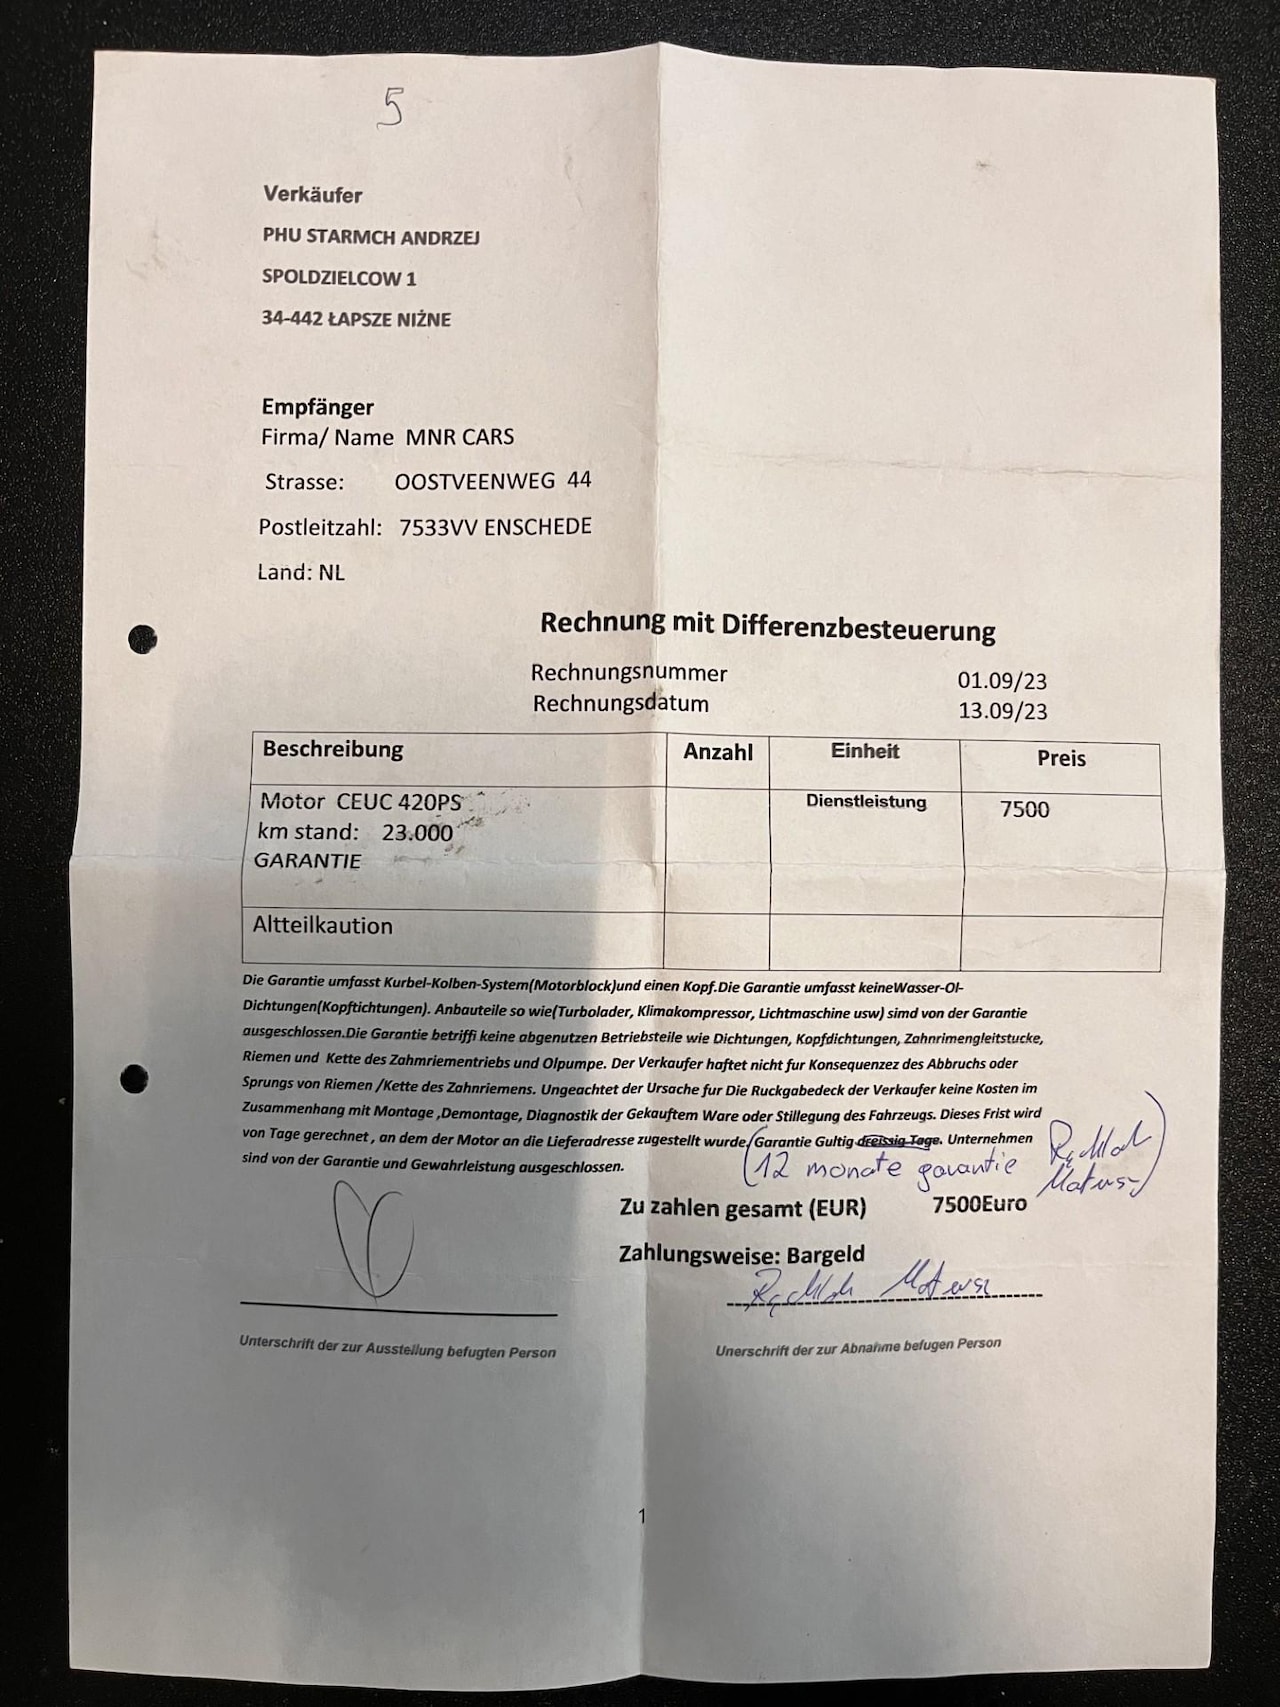 5
Verkäufer
PHU STARMCH ANDRZEJ
SPOLDZIELCOW 1
34-442 ŁAPSZE NIŻNE
Empfänger
Firma/ Name MNR CARS
Strasse: OOSTVEENWEG 44
Postleitzahl: 7533VV ENSCHEDE
Land: NL
Rechnung mit Differenzbesteuerung
Rechnungsnummer 01.09/23
Rechnungsdatum 13.09/23
Beschreibung Anzahl Einheit Preis
Motor CEUC 420PS Dienstleistung 7500
km stand: 23.000
GARANTIE
Altteilkaution
Die Garantie umfasst Kurbel-Kolben-System(Motorblock)und einen Kopf.Die Garantie umfasst keineWasser-Ol-
Dichtungen(Kopftichtungen). Anbauteile so wie(Turbolader, Klimakompressor, Lichtmaschine usw) simd von der Garantie
ausgeschlossen.Die Garantie betriffi keine abgenutzen Betriebsteile wie Dichtungen, Kopfdichtungen, Zahnrimengleitstucke,
Riemen und Kette des Zahmriementriebs und Olpumpe. Der Verkaufer haftet nicht fur Konsequenzez des Abbruchs oder
Sprungs von Riemen /Kette des Zahnriemens. Ungeachtet der Ursache fur Die Ruckgabedeck der Verkaufer keine Kosten im
Zusammenhang mit Montage ,Demontage, Diagnostik der Gekauftem Ware oder Stillegung des Fahrzeugs. Dieses Frist wird
von Tage gerechnet , an dem der Motor an die Lieferadresse zugestellt wurde. Garantie Gultig dreissig Tage. Unternehmen
sind von der Garantie und Gewahrleistung ausgeschlossen.
(12 monate garantie
Zu zahlen gesamt (EUR) 7500Euro
Zahlungsweise: Bargeld
Unterschrift der zur Ausstellung befugten Person
Unerschrift der zur Abnahme befugen Person
1